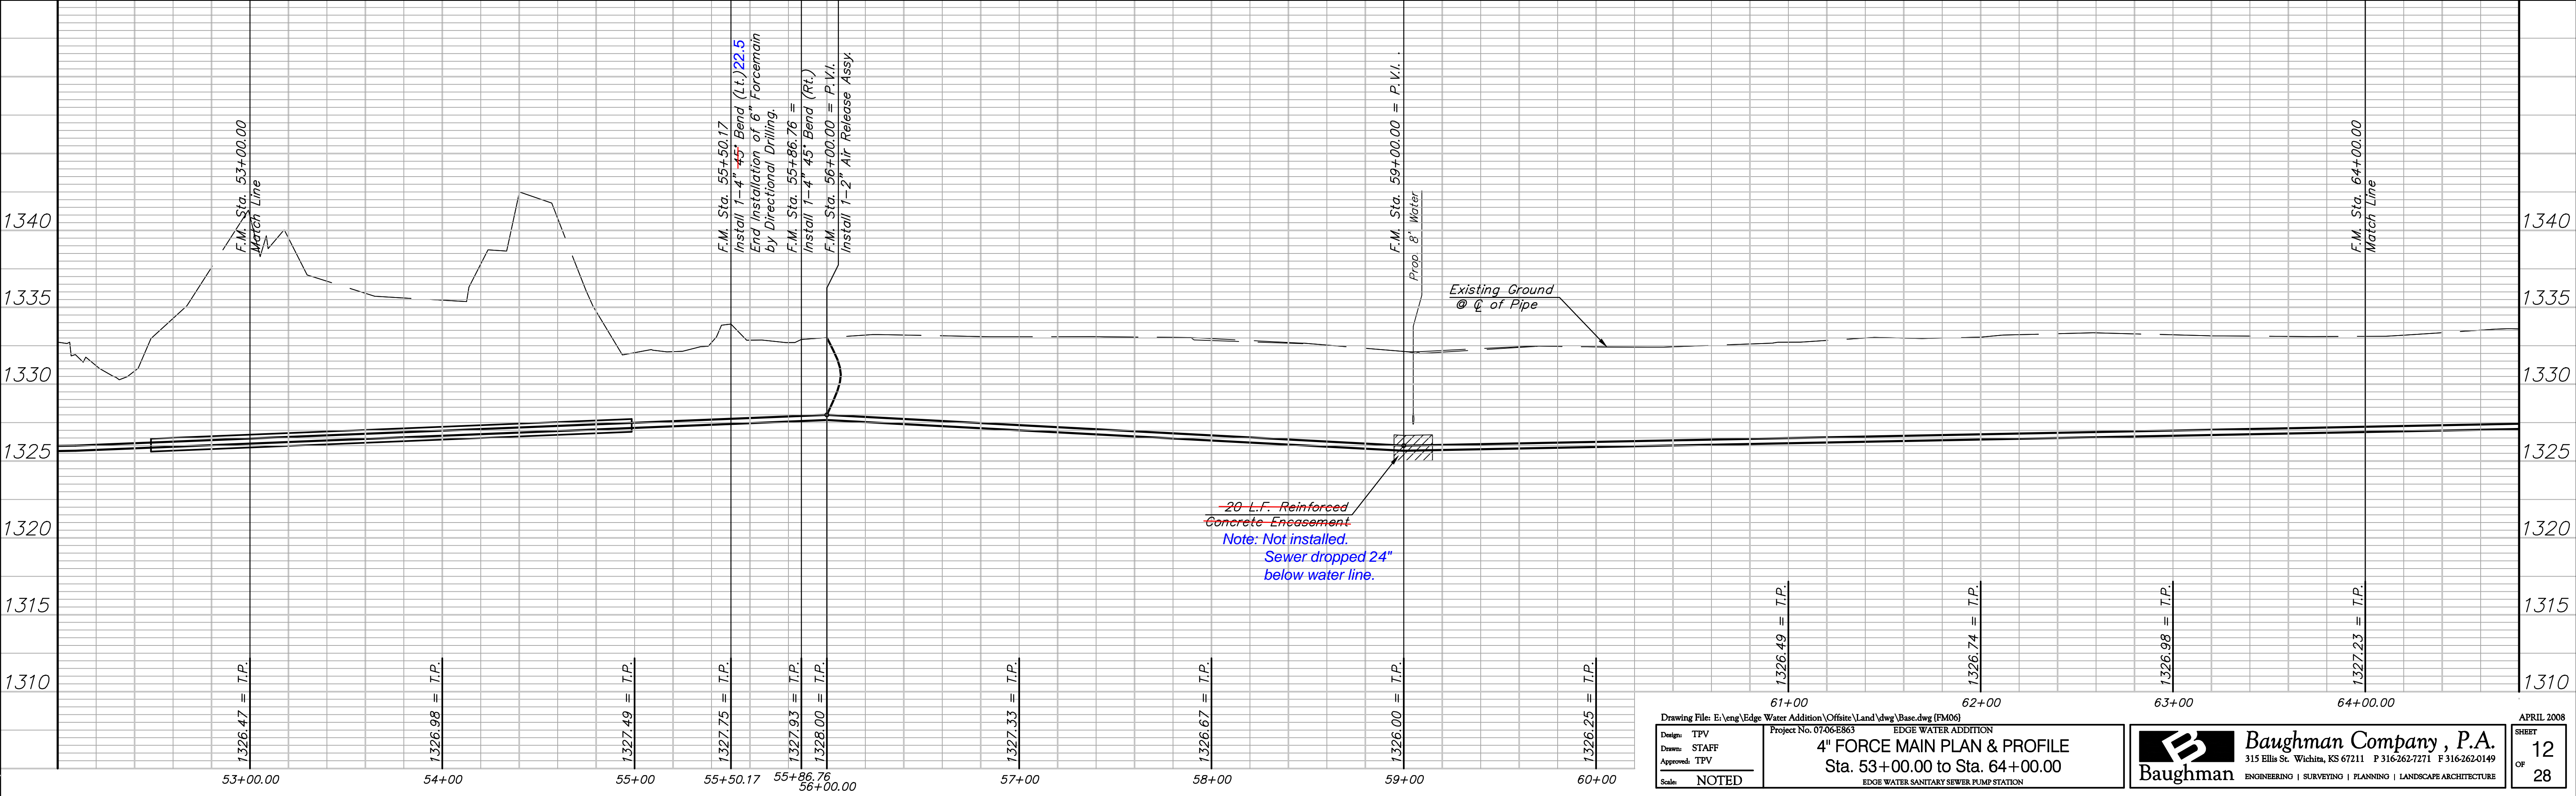 F.M. Sta. 53+00.00
Match Line
F.M. Sta. 55+50.17
Install 1-4" 45° Bend (Lt.) 22.5
End Installation of 6" Forcemain
by Directional Drilling.
F.M. Sta. 55+86.76 =
Install 1-4" 45° Bend (Rt.)
F.M. Sta. 56+00.00 = P.V.I.
Install 1-2" Air Release Assy.
F.M. Sta. 59+00.00 = P.V.I. .
Prop. 8' Water
F.M. Sta. 64+00.00
Match Line
Existing Ground
@ ℄ of Pipe
20 L.F. Reinforced
Concrete Encasement
Note: Not installed.
Sewer dropped 24"
below water line.
1340
1335
1330
1325
1320
1315
1310
1340
1335
1330
1325
1320
1315
1310
1326.47 = T.P.
1326.98 = T.P.
1327.49 = T.P.
1327.75 = T.P.
1327.93 = T.P.
1328.00 = T.P.
1327.33 = T.P.
1326.67 = T.P.
1326.00 = T.P.
1326.25 = T.P.
1326.49 = T.P.
1326.74 = T.P.
1326.98 = T.P.
1327.23 = T.P.
53+00.00
54+00
55+00
55+50.17
55+86.76
56+00.00
57+00
58+00
59+00
60+00
61+00
62+00
63+00
64+00.00
Drawing File: E:\eng\Edge Water Addition\Offsite\Land\dwg\Base.dwg (FM06)
APRIL 2008
Design: TPV
Drawn: STAFF
Approved: TPV
Scale: NOTED
Project No. 07-06-E863 EDGE WATER ADDITION
4" FORCE MAIN PLAN & PROFILE
Sta. 53+00.00 to Sta. 64+00.00
EDGE WATER SANITARY SEWER PUMP STATION
Baughman
Baughman Company, P.A.
315 Ellis St. Wichita, KS 67211 P 316-262-7271 F 316-262-0149
ENGINEERING | SURVEYING | PLANNING | LANDSCAPE ARCHITECTURE
SHEET
12
OF
28